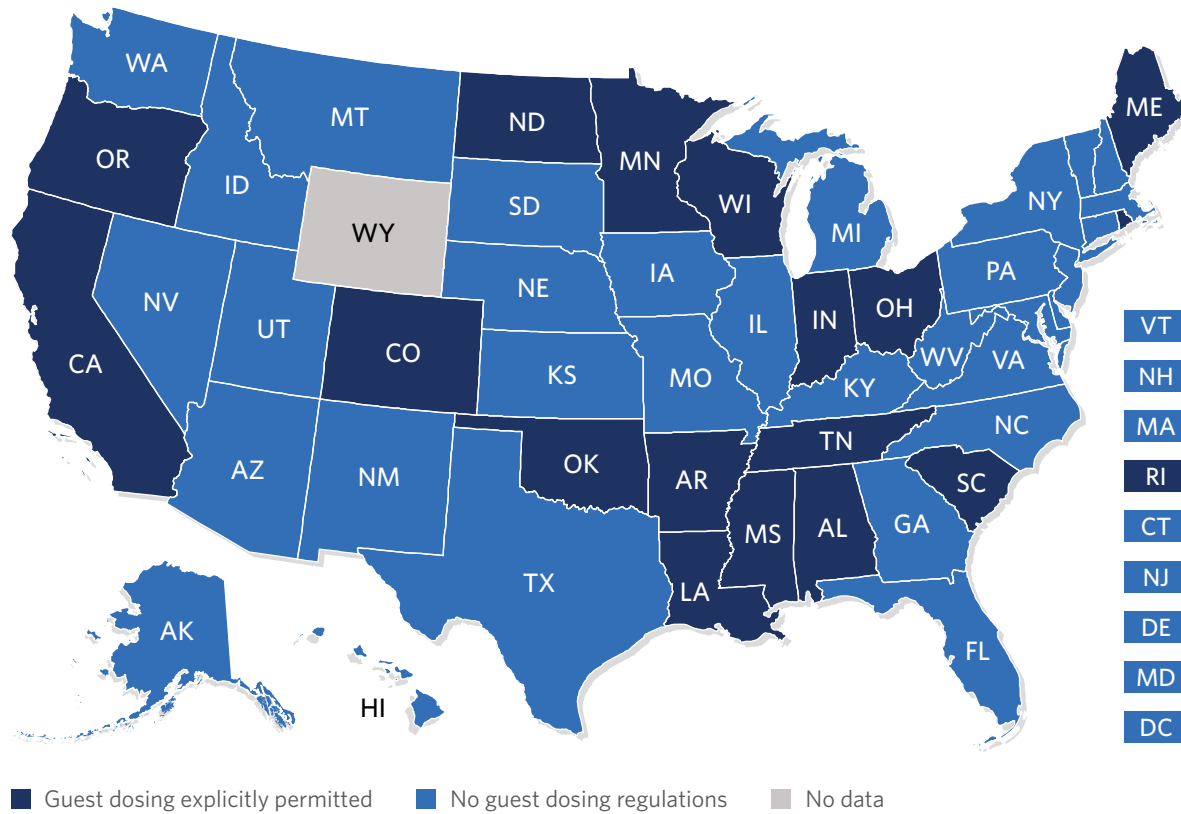 WA
MT
ND
MN
ME
OR
ID
SD
WI
NY
WY
MI
IA
PA
NE
NV
OH
IL
IN
UT
CO
WV
VA
CA
KS
MO
KY
NC
TN
OK
AZ
NM
AR
SC
GA
MS
AL
TX
LA
AK
FL
HI
VT
NH
MA
RI
CT
NJ
DE
MD
DC
Guest dosing explicitly permitted
No guest dosing regulations
No data